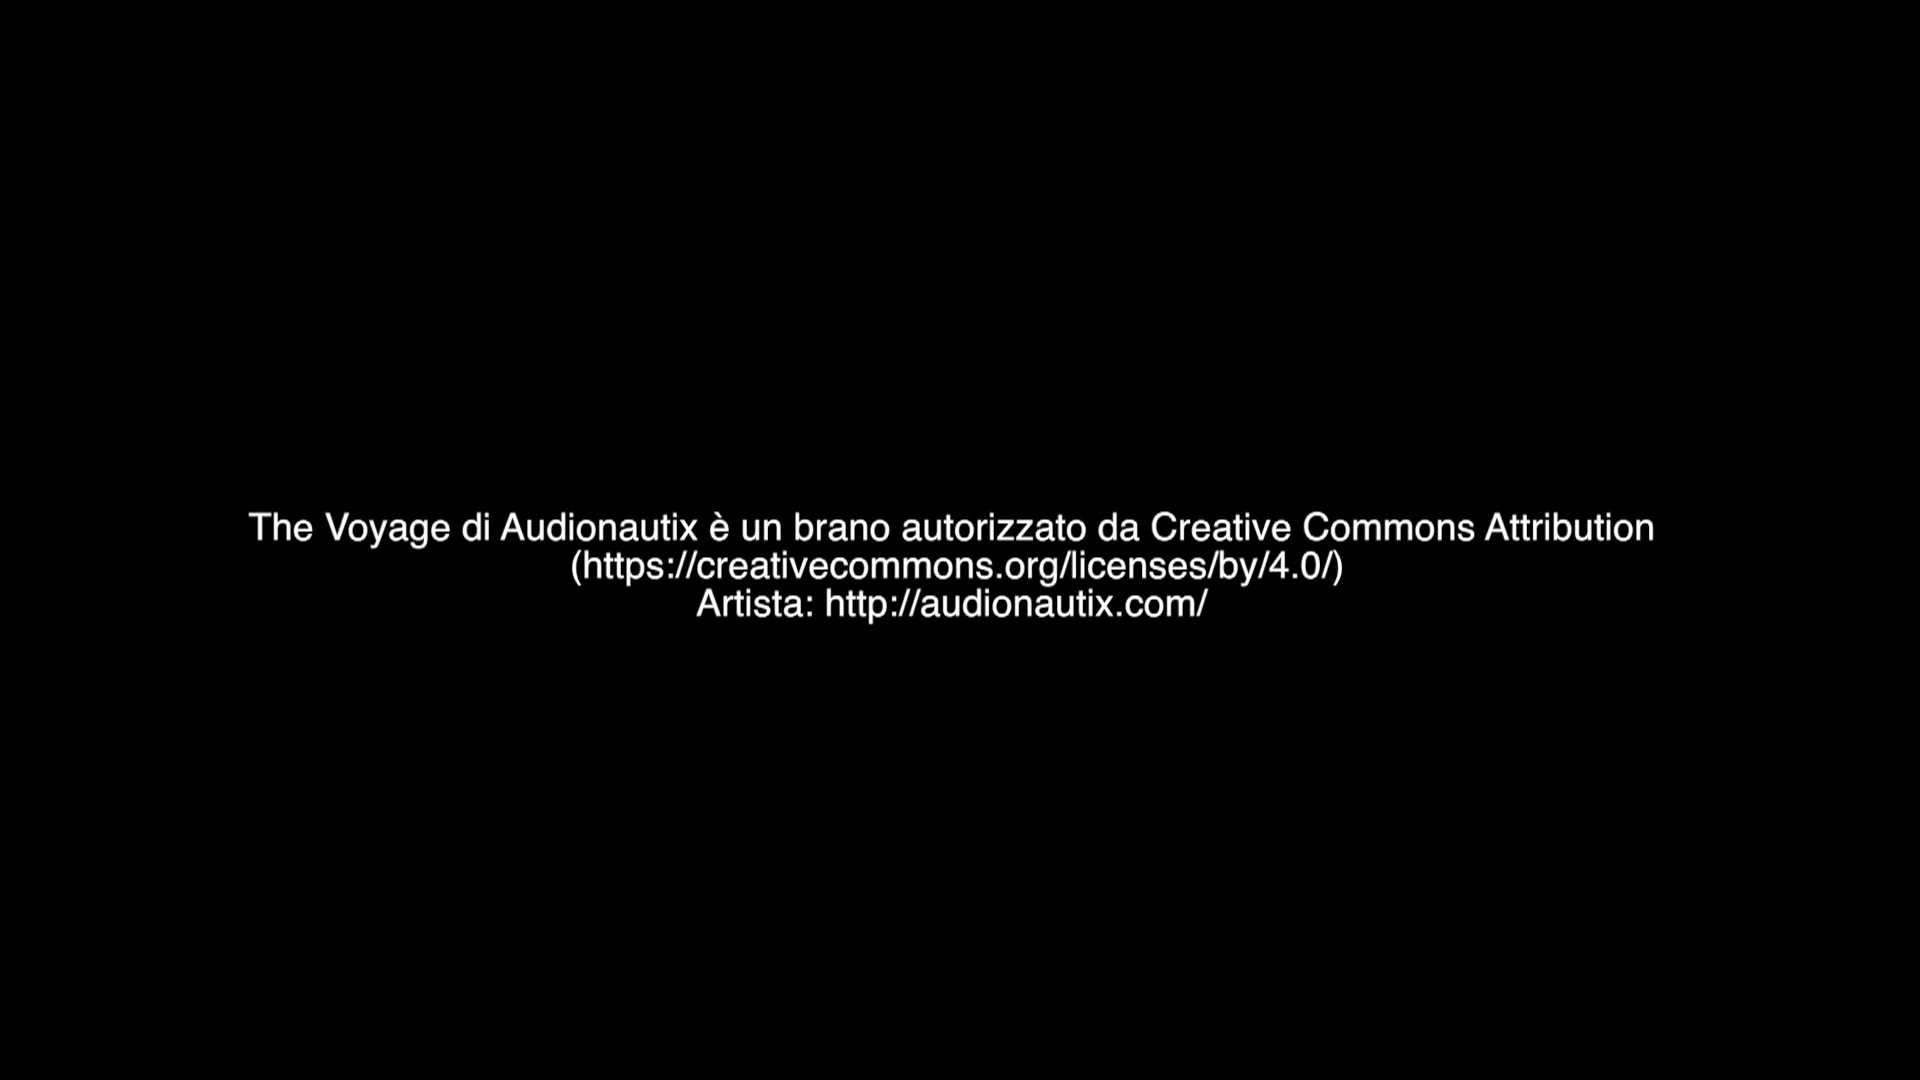 The Voyage di Audionautix è un brano autorizzato da Creative Commons Attribution
(https://creativecommons.org/licenses/by/4.0/)
Artista: http://audionautix.com/